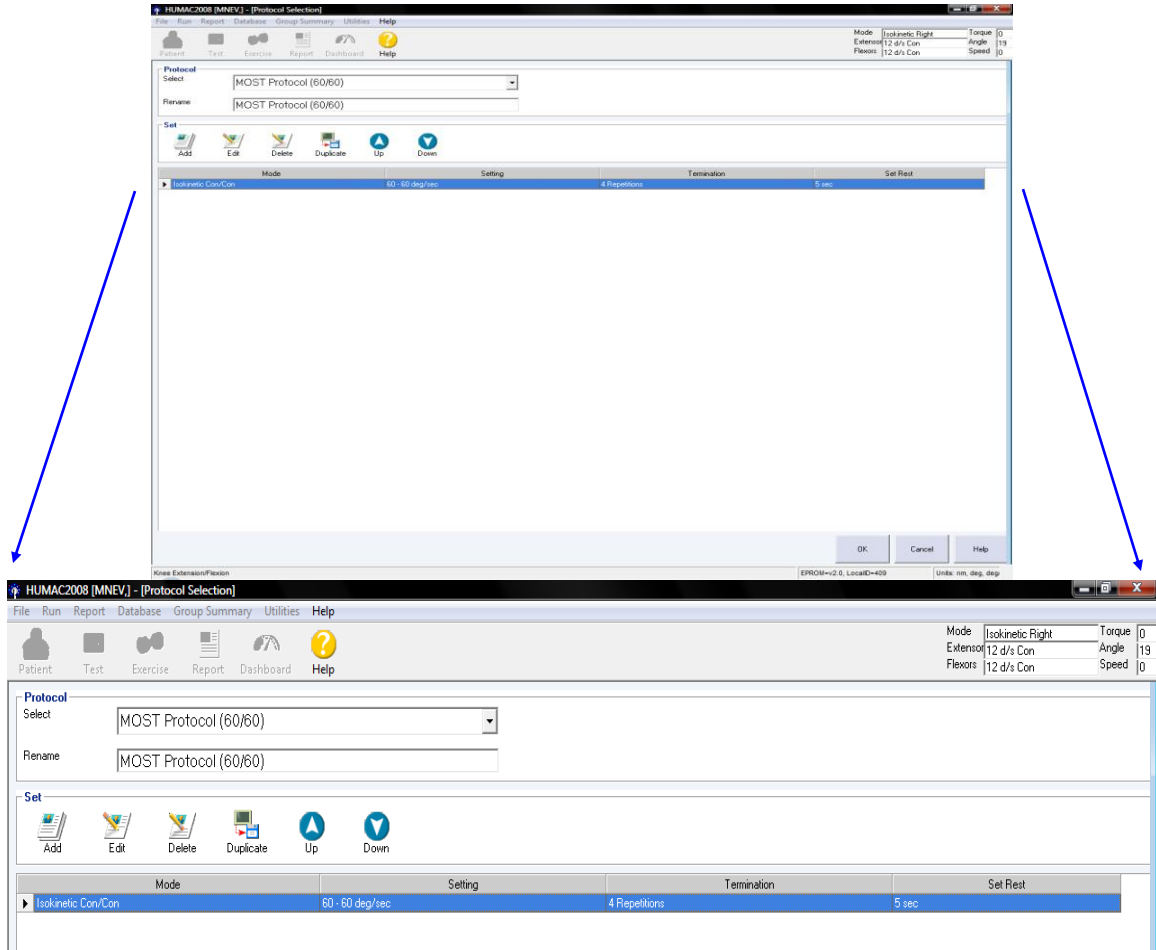 HUMAC2008 [MNEV,] - [Protocol Selection]
File Run Report Database Group Summary Utilities Help
Patient Test Exercise Report Dashboard Help
Mode Isokinetic Right Torque 0
Extensor 12 d/s Con Angle 19
Flexors 12 d/s Con Speed 0
Protocol
Select MOST Protocol (60/60)
Rename MOST Protocol (60/60)
Set
Add Edit Delete Duplicate Up Down
Mode Setting Termination Set Rest
Isokinetic Con/Con 60 - 60 deg/sec 4 Repetitions 5 sec
OK Cancel Help
Knee Extension/Flexion EPROM=v2.0, LocalID=409 Units: nm, deg, deg/
HUMAC2008 [MNEV,] - [Protocol Selection]
File Run Report Database Group Summary Utilities Help
Patient Test Exercise Report Dashboard Help
Mode Isokinetic Right Torque 0
Extensor 12 d/s Con Angle 19
Flexors 12 d/s Con Speed 0
Protocol
Select MOST Protocol (60/60)
Rename MOST Protocol (60/60)
Set
Add Edit Delete Duplicate Up Down
Mode Setting Termination Set Rest
Isokinetic Con/Con 60 - 60 deg/sec 4 Repetitions 5 sec